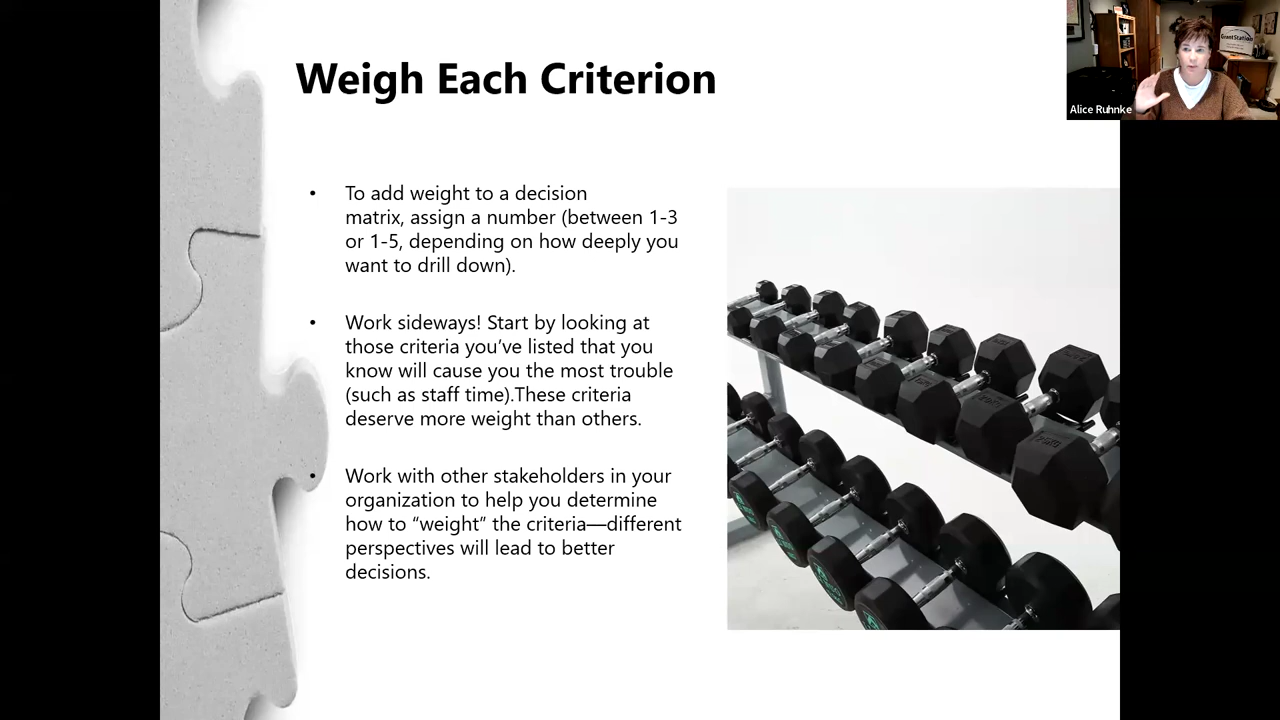 Weigh Each Criterion
GrantStation
Alice Ruhnke
• To add weight to a decision
matrix, assign a number (between 1-3
or 1-5, depending on how deeply you
want to drill down).
• Work sideways! Start by looking at
those criteria you’ve listed that you
know will cause you the most trouble
(such as staff time).These criteria
deserve more weight than others.
• Work with other stakeholders in your
organization to help you determine
how to “weight” the criteria—different
perspectives will lead to better
decisions.